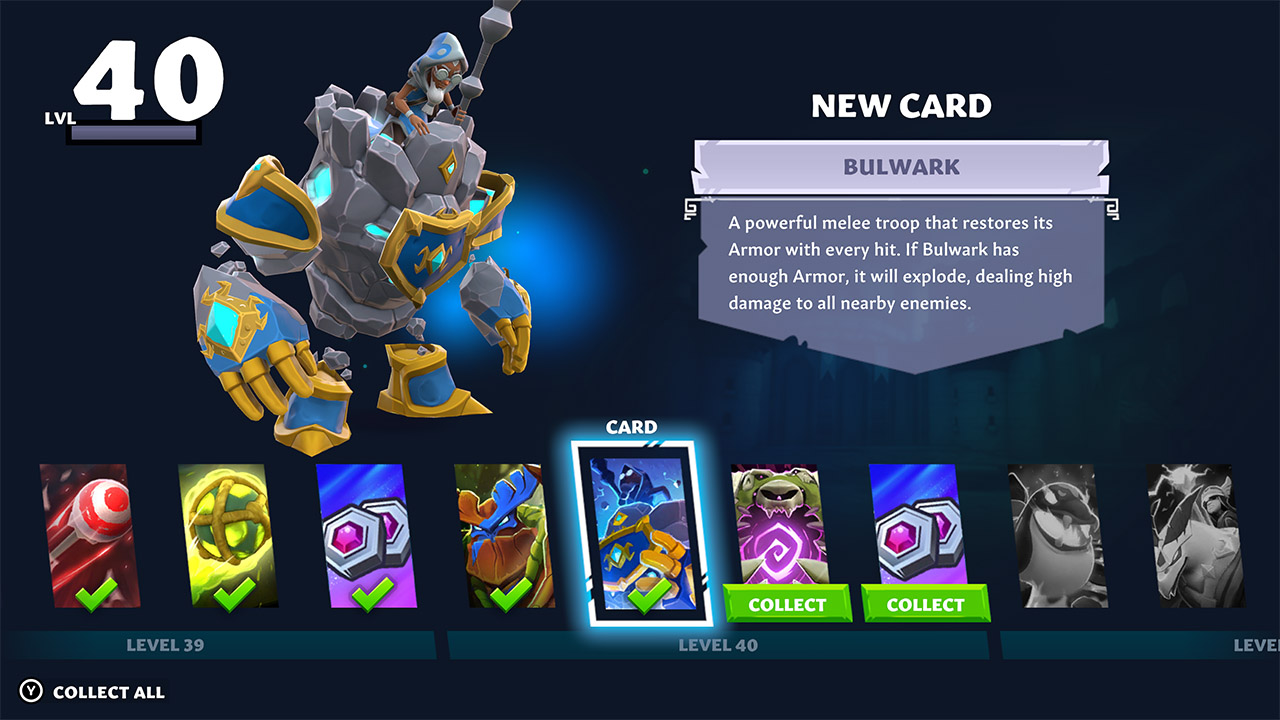 40
LVL
NEW CARD
BULWARK
A powerful melee troop that restores its
Armor with every hit. If Bulwark has
enough Armor, it will explode, dealing high
damage to all nearby enemies.
CARD
COLLECT
COLLECT
LEVEL 39
LEVEL 40
LEVE
Y COLLECT ALL